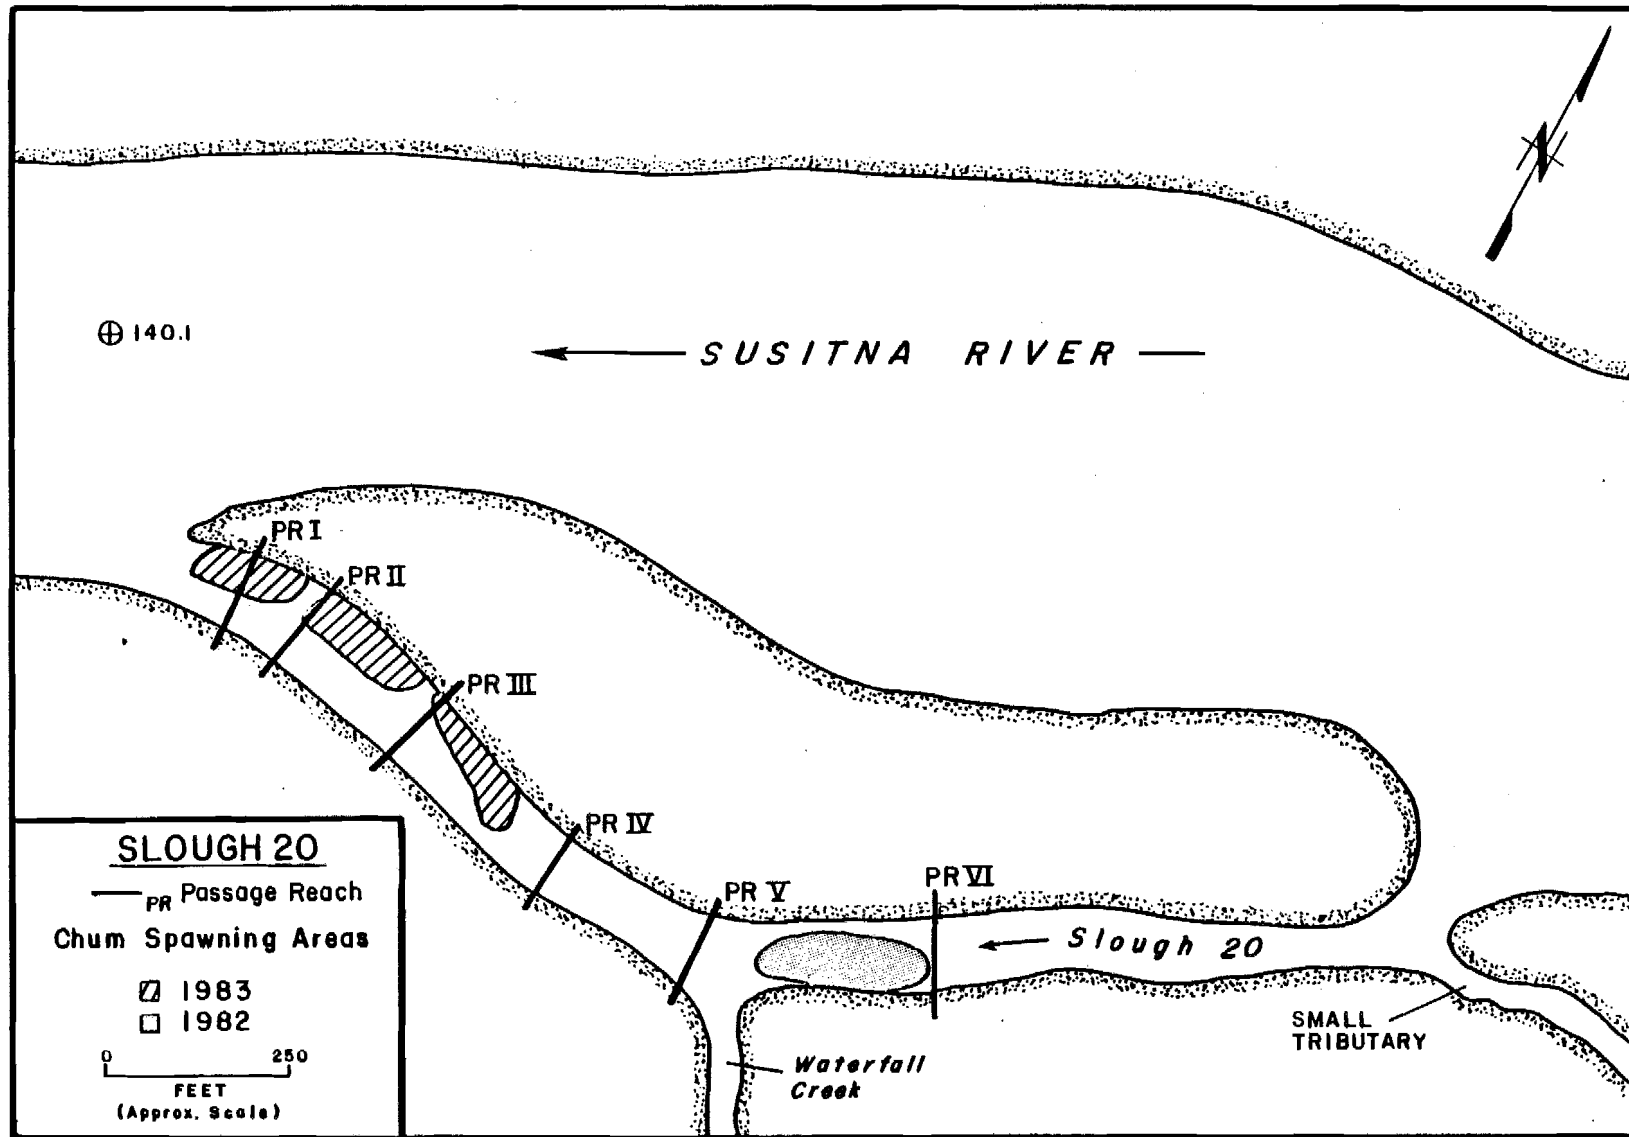 N
140.1
SUSITNA RIVER
PR I
PR II
PR III
PR IV
PR V
PR VI
Slough 20
SMALL
TRIBUTARY
Waterfall
Creek
SLOUGH 20
PR Passage Reach
Chum Spawning Areas
1983
1982
0 250
FEET
(Approx. Scale)